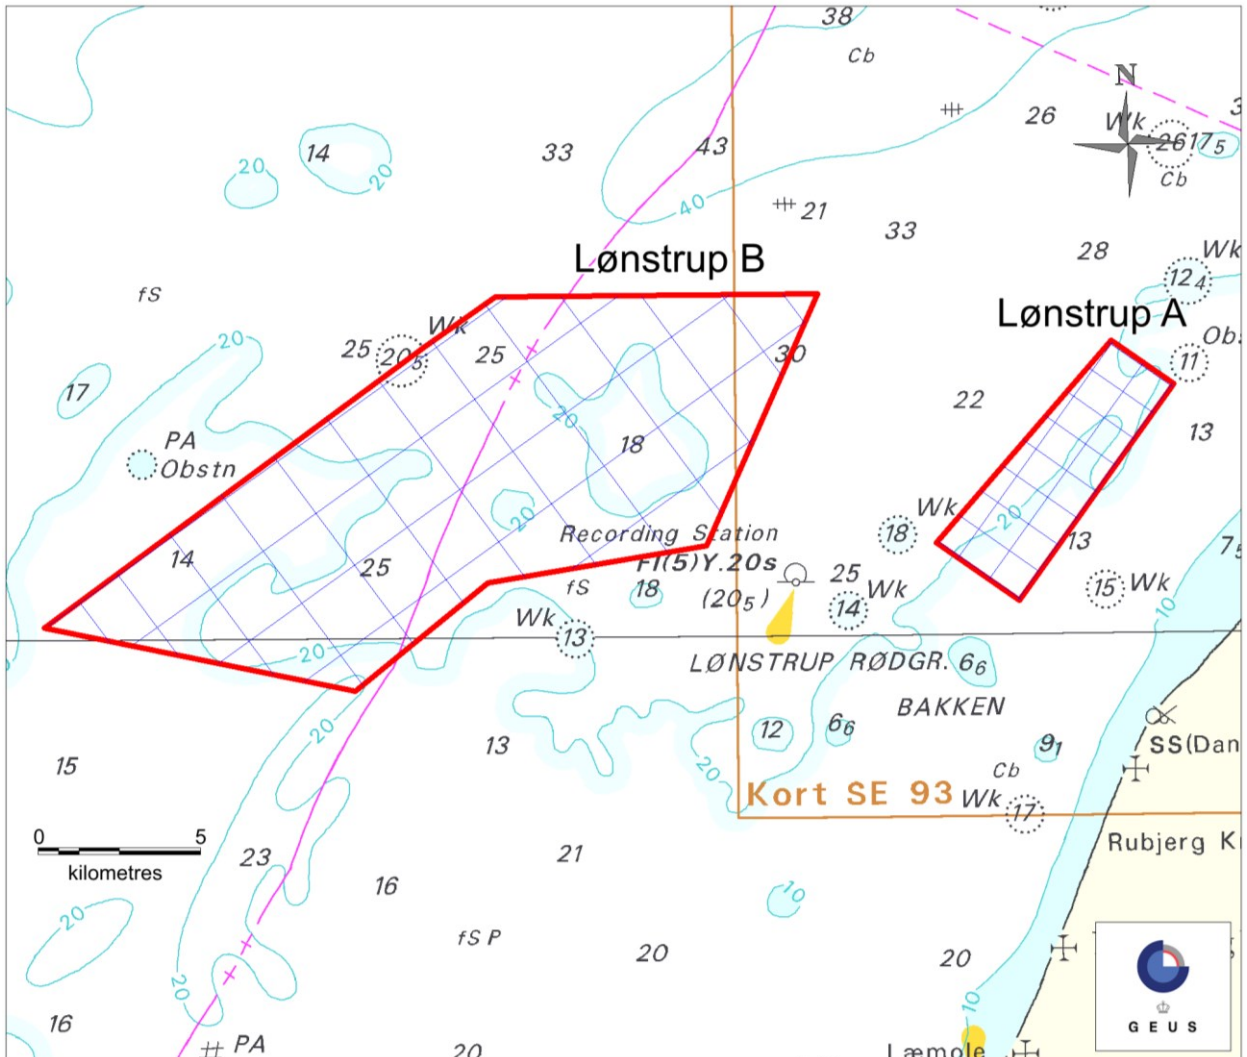 38
Cb
26
Wk
N
26
17₅
Cb
14
20
20
33
43
40
21
33
28
Wk
12₄
fS
Lønstrup B
Lønstrup A
20
25
20₅
Wk
25
30
11
22
13
17
PA
Obstn
20
18
20
Recording Station
Fl(5)Y.20s
(20₅)
Wk
18
20
13
14
25
fS
18
25
Wk
14
15
Wk
10
Wk
13
20
LØNSTRUP RØDGR.
6₆
BAKKEN
12
6₆
9₁
SS(Dan
15
20
13
20
Cb
Kort SE 93
Wk
17
Rubjerg K
0 5
kilometres
23
16
21
10
20
fS P
20
20
20
10
16
PA
20
Læmole
GEUS